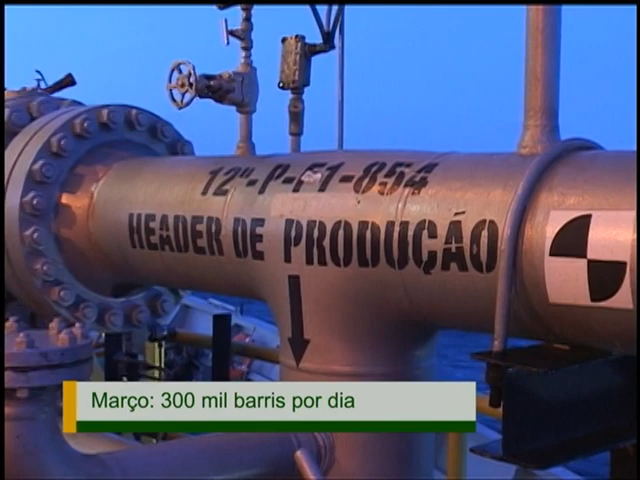 12"-P-F1-854
HEADER DE PRODUÇÃO
Março: 300 mil barris por dia